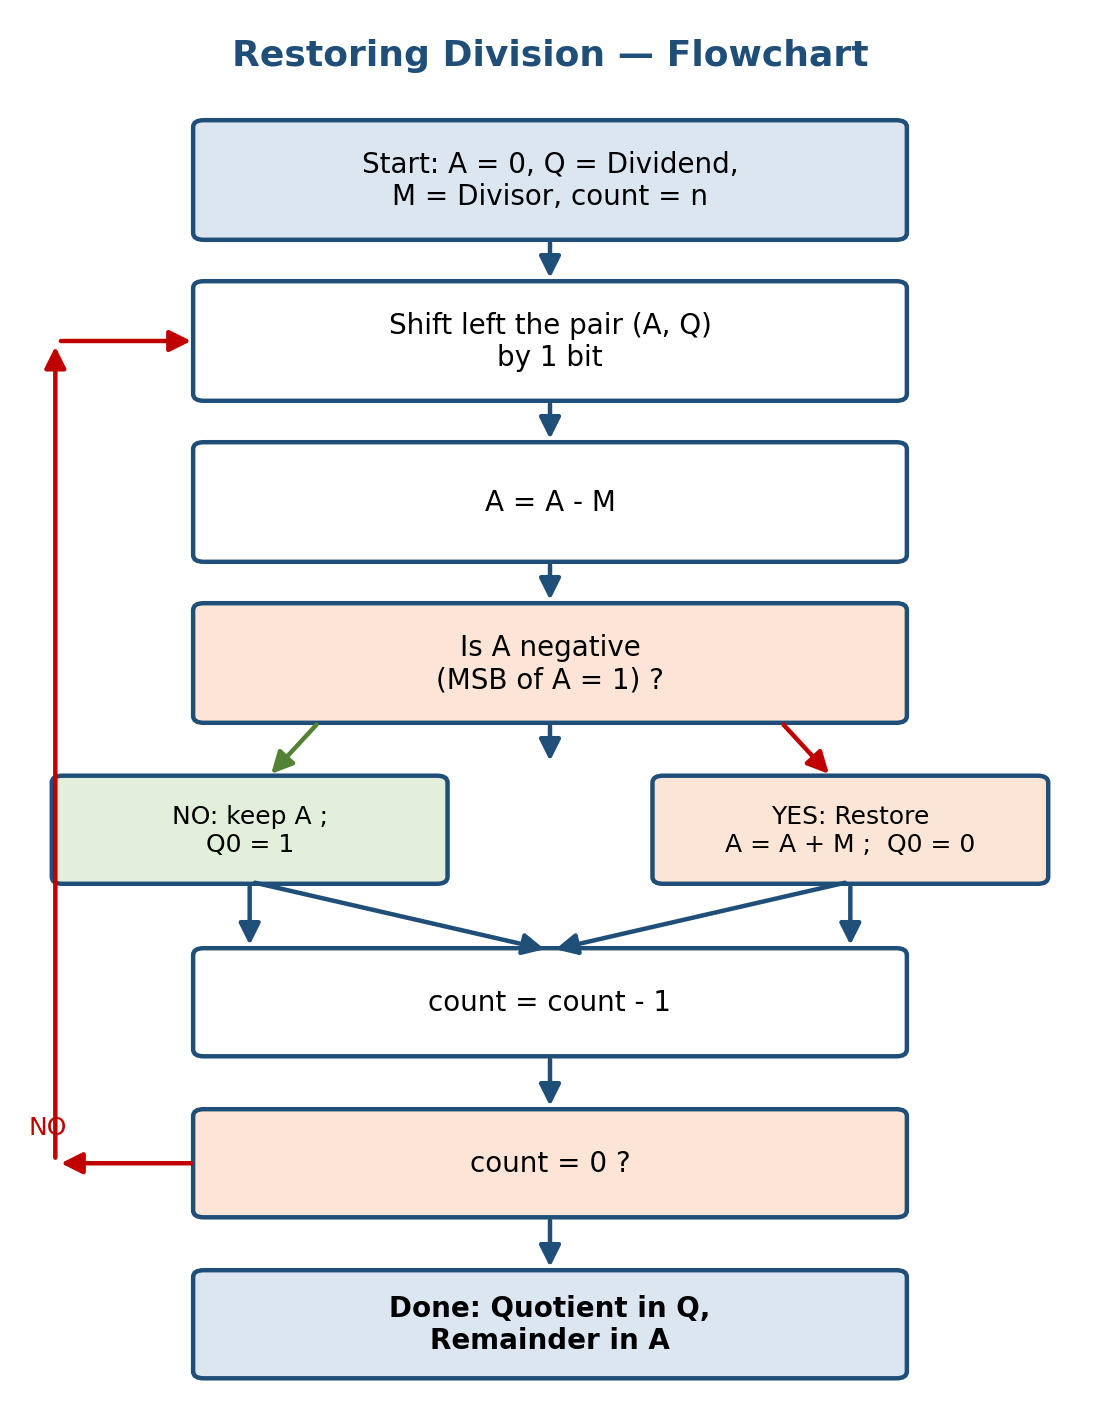 Restoring Division — Flowchart
Start: A = 0, Q = Dividend,
M = Divisor, count = n
Shift left the pair (A, Q)
by 1 bit
A = A - M
Is A negative
(MSB of A = 1) ?
NO: keep A ;
Q0 = 1
YES: Restore
A = A + M ;  Q0 = 0
count = count - 1
NO
count = 0 ?
Done: Quotient in Q,
Remainder in A